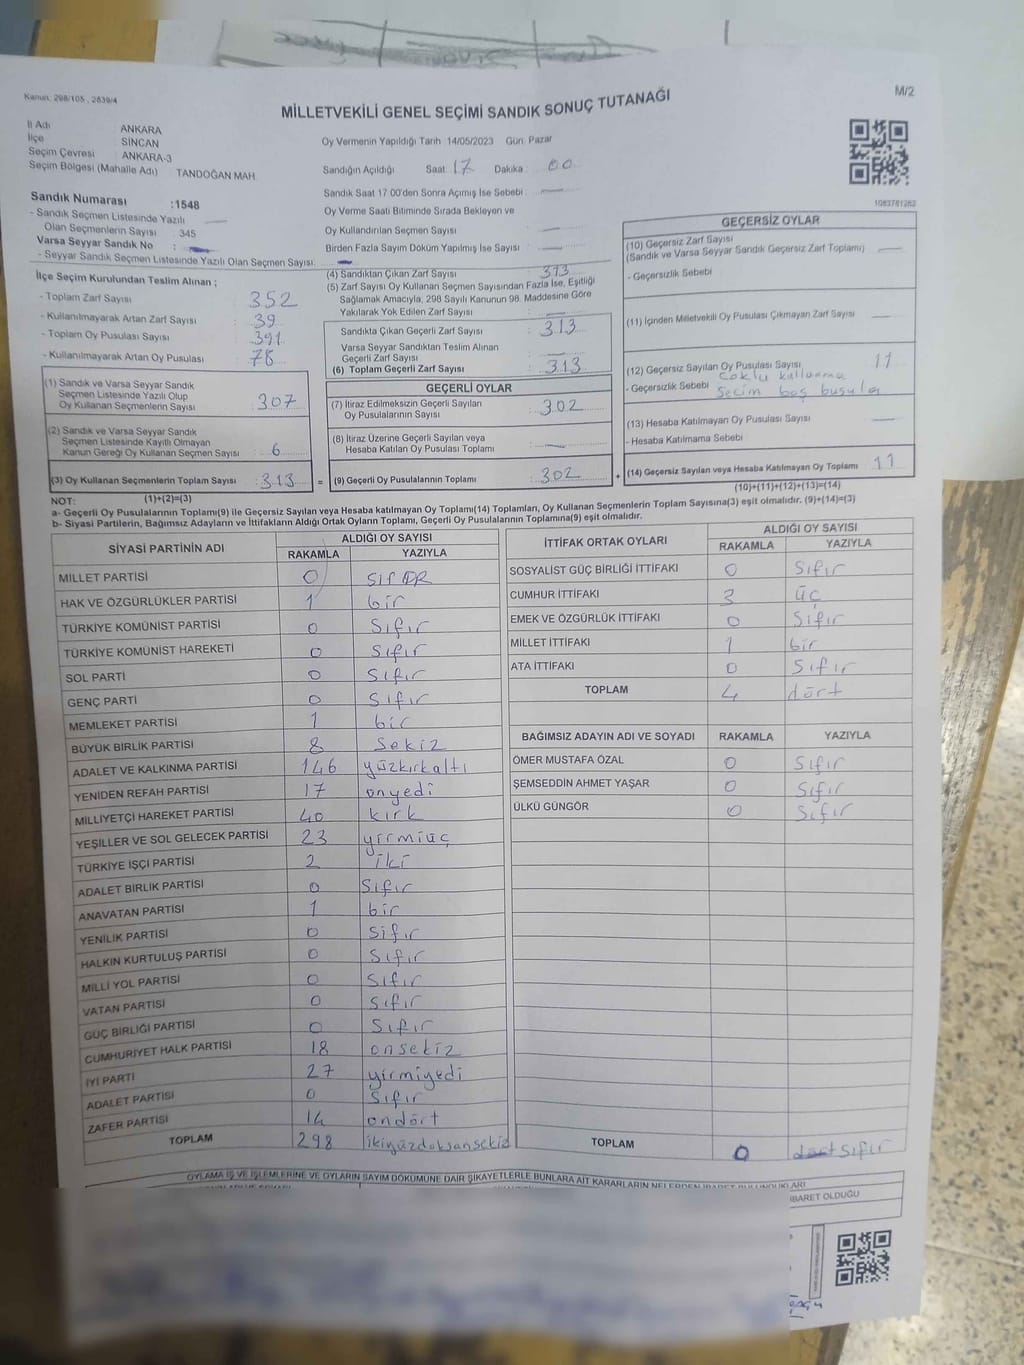 Kanun: 298/105 , 2839/4
M/2
MİLLETVEKİLİ GENEL SEÇİMİ SANDIK SONUÇ TUTANAĞI
İl Adı : ANKARA
İlçe : SİNCAN
Seçim Çevresi : ANKARA-3
Seçim Bölgesi (Mahalle Adı) : TANDOĞAN MAH.
Sandık Numarası : 1548
- Sandık Seçmen Listesinde Yazılı
Olan Seçmenlerin Sayısı : 345
Varsa Seyyar Sandık No :
- Seyyar Sandık Seçmen Listesinde Yazılı Olan Seçmen Sayısı:
Oy Vermenin Yapıldığı Tarih 14/05/2023 Gün: Pazar
Sandığın Açıldığı Saat: 17 Dakika : 00
Sandık Saat 17:00'den Sonra Açımış İse Sebebi :
Oy Verme Saati Bitiminde Sırada Bekleyen ve
Oy Kullandırılan Seçmen Sayısı :
Birden Fazla Sayım Döküm Yapılmış İse Sayısı :
1083781262
İlçe Seçim Kurulundan Teslim Alınan ;
- Toplam Zarf Sayısı : 352
- Kullanılmayarak Artan Zarf Sayısı : 39
- Toplam Oy Pusulası Sayısı : 391
- Kullanılmayarak Artan Oy Pusulası : 78
(1) Sandık ve Varsa Seyyar Sandık
Seçmen Listesinde Yazılı Olup
Oy Kullanan Seçmenlerin Sayısı : 307
(2) Sandık ve Varsa Seyyar Sandık
Seçmen Listesinde Kayıtlı Olmayan
Kanun Gereği Oy Kullanan Seçmen Sayısı : 6
(3) Oy Kullanan Seçmenlerin Toplam Sayısı : 313
(4) Sandıktan Çıkan Zarf Sayısı : 313
(5) Zarf Sayısı Oy Kullanan Seçmen Sayısından Fazla İse, Eşitliği
Sağlamak Amacıyla, 298 Sayılı Kanunun 98. Maddesine Göre
Yakılarak Yok Edilen Zarf Sayısı :
Sandıkta Çıkan Geçerli Zarf Sayısı : 313
Varsa Seyyar Sandıktan Teslim Alınan
Geçerli Zarf Sayısı :
(6) Toplam Geçerli Zarf Sayısı : 313
GEÇERLİ OYLAR
(7) İtiraz Edilmeksizin Geçerli Sayılan
Oy Pusulalarının Sayısı : 302
(8) İtiraz Üzerine Geçerli Sayılan veya
Hesaba Katılan Oy Pusulası Toplamı :
= (9) Geçerli Oy Pusulalarının Toplamı : 302
GEÇERSİZ OYLAR
(10) Geçersiz Zarf Sayısı
(Sandık ve Varsa Seyyar Sandık Geçersiz Zarf Toplamı) :
- Geçersizlik Sebebi
(11) İçinden Milletvekili Oy Pusulası Çıkmayan Zarf Sayısı :
(12) Geçersiz Sayılan Oy Pusulası Sayısı : 11
- Geçersizlik Sebebi Çoklu kullanma
seçim boş busula
(13) Hesaba Katılmayan Oy Pusulası Sayısı :
- Hesaba Katılmama Sebebi
+ (14) Geçersiz Sayılan veya Hesaba Katılmayan Oy Toplamı : 11
NOT: (1)+(2)=(3)
(10)+(11)+(12)+(13)=(14)
a- Geçerli Oy Pusulalarının Toplamı(9) ile Geçersiz Sayılan veya Hesaba katılmayan Oy Toplamı(14) Toplamları, Oy Kullanan Seçmenlerin Toplam Sayısına(3) eşit olmalıdır. (9)+(14)=(3)
b- Siyasi Partilerin, Bağımsız Adayların ve İttifakların Aldığı Ortak Oyların Toplamı, Geçerli Oy Pusulalarının Toplamına(9) eşit olmalıdır.
SİYASİ PARTİNİN ADI ALDIĞI OY SAYISI
RAKAMLA YAZIYLA
MİLLET PARTİSİ 0 sıfır
HAK VE ÖZGÜRLÜKLER PARTİSİ 1 bir
TÜRKİYE KOMÜNİST PARTİSİ 0 Sıfır
TÜRKİYE KOMÜNİST HAREKETİ 0 Sıfır
SOL PARTİ 0 Sıfır
GENÇ PARTİ 0 Sıfır
MEMLEKET PARTİSİ 1 bir
BÜYÜK BİRLİK PARTİSİ 8 Sekiz
ADALET VE KALKINMA PARTİSİ 146 yüzkırkaltı
YENİDEN REFAH PARTİSİ 17 onyedi
MİLLİYETÇİ HAREKET PARTİSİ 40 kırk
YEŞİLLER VE SOL GELECEK PARTİSİ 23 yirmiüç
TÜRKİYE İŞÇİ PARTİSİ 2 iki
ADALET BİRLİK PARTİSİ 0 Sıfır
ANAVATAN PARTİSİ 1 bir
YENİLİK PARTİSİ 0 Sıfır
HALKIN KURTULUŞ PARTİSİ 0 Sıfır
MİLLİ YOL PARTİSİ 0 Sıfır
VATAN PARTİSİ 0 Sıfır
GÜÇ BİRLİĞİ PARTİSİ 0 Sıfır
CUMHURİYET HALK PARTİSİ 18 onsekiz
İYİ PARTİ 27 yirmiyedi
ADALET PARTİSİ 0 Sıfır
ZAFER PARTİSİ 14 ondört
TOPLAM 298 ikiyüzdoksansekiz
İTTİFAK ORTAK OYLARI ALDIĞI OY SAYISI
RAKAMLA YAZIYLA
SOSYALİST GÜÇ BİRLİĞİ İTTİFAKI 0 Sıfır
CUMHUR İTTİFAKI 3 üç
EMEK VE ÖZGÜRLÜK İTTİFAKI 0 Sıfır
MİLLET İTTİFAKI 1 bir
ATA İTTİFAKI 0 Sıfır
TOPLAM 4 dört
BAĞIMSIZ ADAYIN ADI VE SOYADI RAKAMLA YAZIYLA
ÖMER MUSTAFA ÖZAL 0 Sıfır
ŞEMSEDDİN AHMET YAŞAR 0 Sıfır
ÜLKÜ GÜNGÖR 0 Sıfır
TOPLAM 0 sıfır
OYLAMA İŞ VE İŞLEMLERİNE VE OYLARIN SAYIM DÖKÜMÜNE DAİR ŞİKAYETLERLE BUNLARA AİT KARARLARIN NELERDEN İBARET BULUNDUKLARI
İBARET OLDUĞU